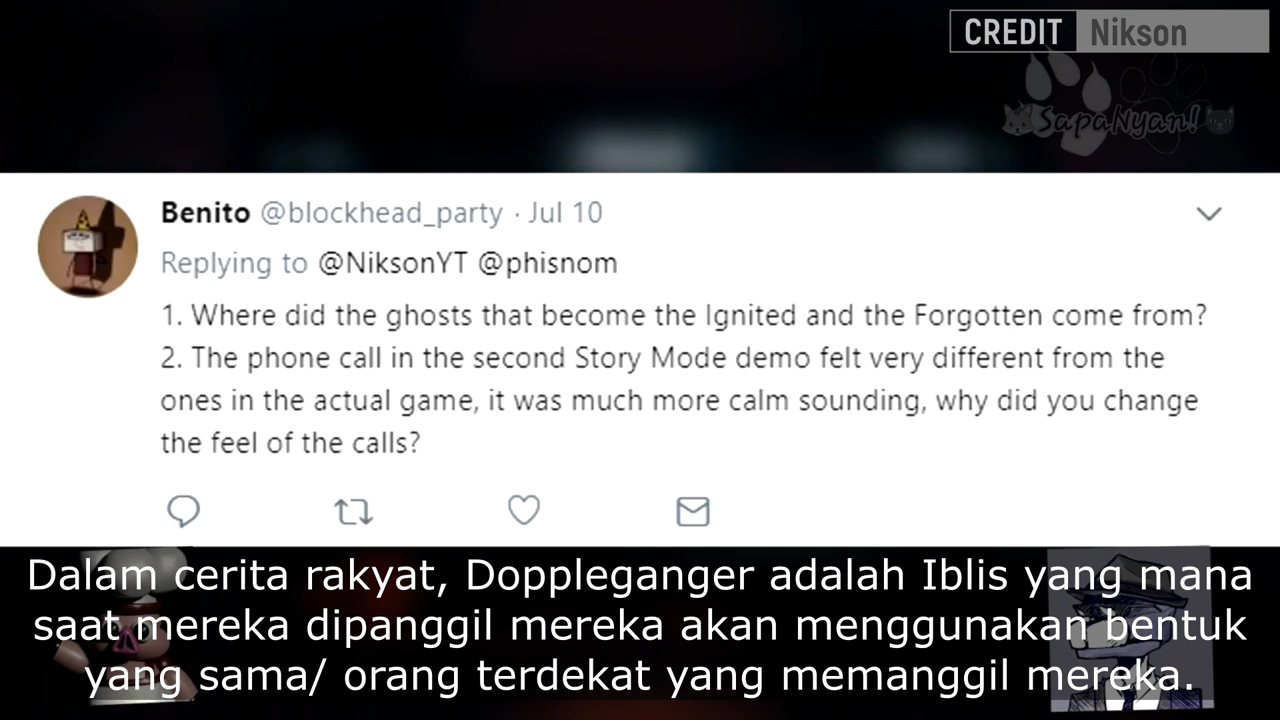 CREDIT Nikson
SapaNyan!
Benito @blockhead_party · Jul 10
Replying to @NiksonYT @phisnom
1. Where did the ghosts that become the Ignited and the Forgotten come from?
2. The phone call in the second Story Mode demo felt very different from the
ones in the actual game, it was much more calm sounding, why did you change
the feel of the calls?
Dalam cerita rakyat, Doppleganger adalah Iblis yang mana
saat mereka dipanggil mereka akan menggunakan bentuk
yang sama/ orang terdekat yang memanggil mereka.